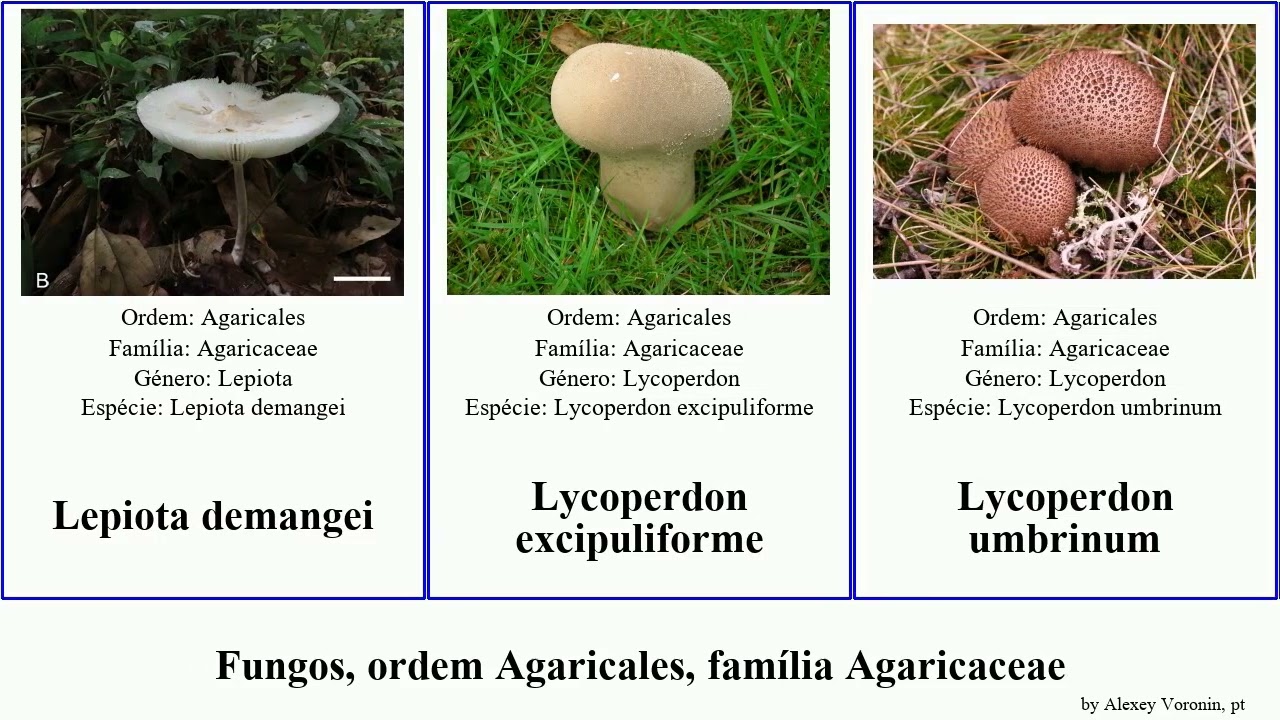 B
Ordem: Agaricales
Família: Agaricaceae
Género: Lepiota
Espécie: Lepiota demangei
Lepiota demangei
Ordem: Agaricales
Família: Agaricaceae
Género: Lycoperdon
Espécie: Lycoperdon excipuliforme
Lycoperdon
excipuliforme
Ordem: Agaricales
Família: Agaricaceae
Género: Lycoperdon
Espécie: Lycoperdon umbrinum
Lycoperdon
umbrinum
Fungos, ordem Agaricales, família Agaricaceae
by Alexey Voronin, pt